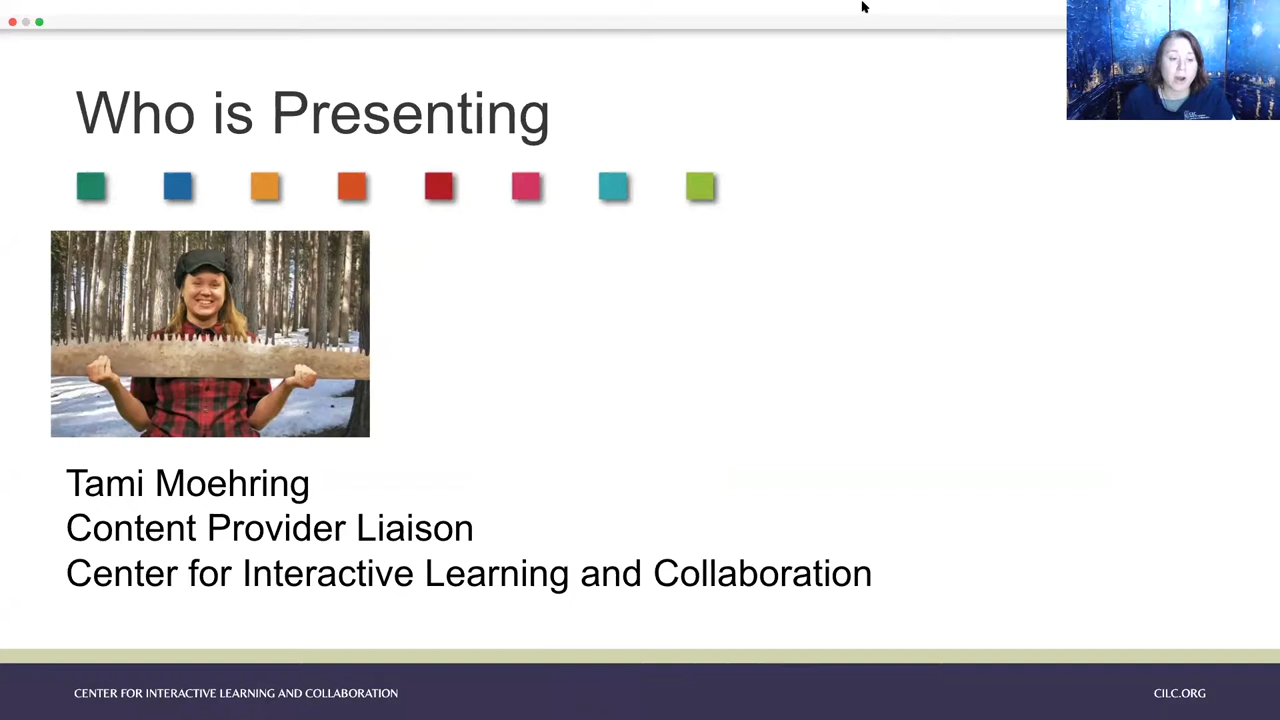 Who is Presenting
Tami Moehring
Content Provider Liaison
Center for Interactive Learning and Collaboration
CENTER FOR INTERACTIVE LEARNING AND COLLABORATION
CILC.ORG